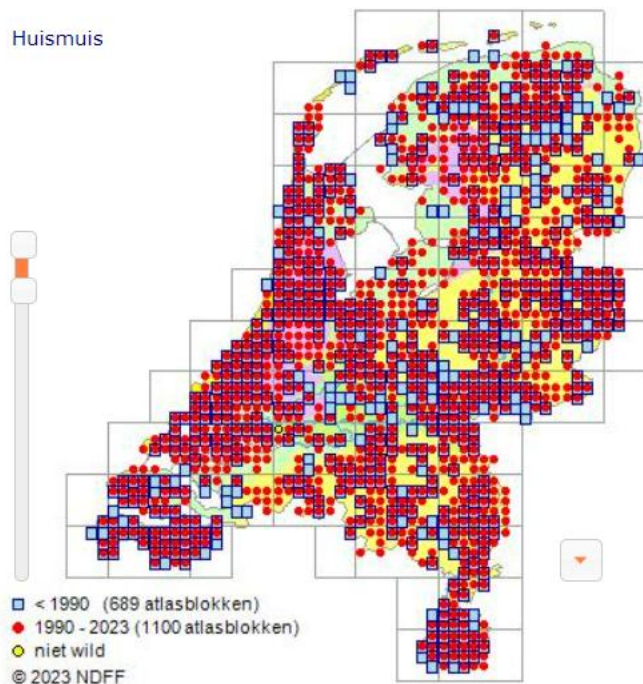 Huismuis
< 1990 (689 atlasblokken)
1990 - 2023 (1100 atlasblokken)
niet wild
© 2023 NDFF